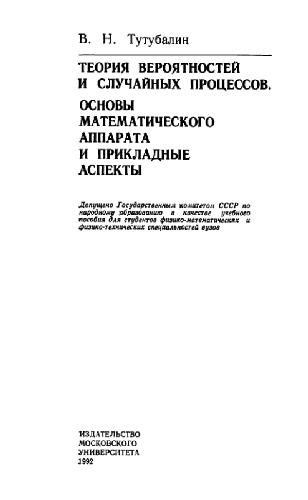 В. Н. Тутубалин
ТЕОРИЯ ВЕРОЯТНОСТЕЙ
И СЛУЧАЙНЫХ ПРОЦЕССОВ.
ОСНОВЫ
МАТЕМАТИЧЕСКОГО
АППАРАТА
И ПРИКЛАДНЫЕ
АСПЕКТЫ
Допущено Государственным комитетом СССР по
народному образованию в качестве учебного
пособия для студентов физико-математических и
физико-технических специальностей вузов
ИЗДАТЕЛЬСТВО
МОСКОВСКОГО
УНИВЕРСИТЕТА
1992